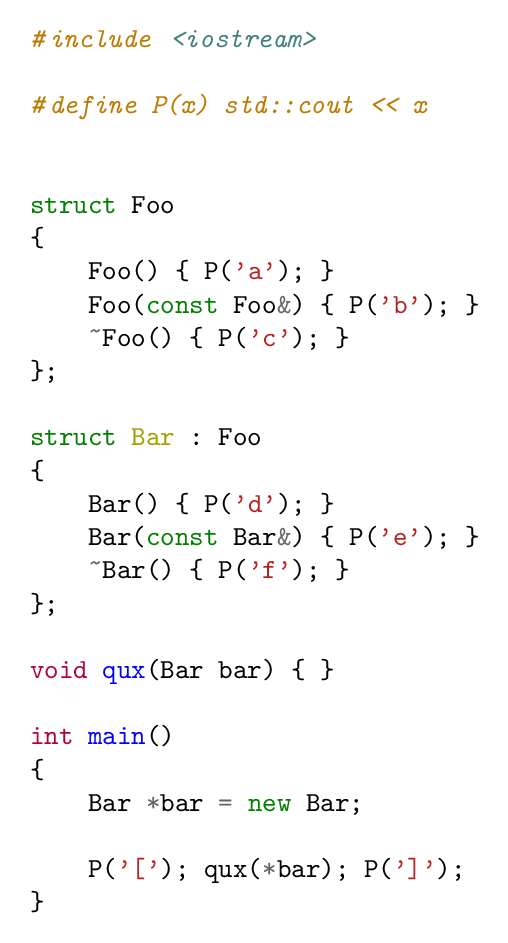 #include <iostream>
#define P(x) std::cout << x
struct Foo
{
    Foo() { P('a'); }
    Foo(const Foo&) { P('b'); }
    ~Foo() { P('c'); }
};
struct Bar : Foo
{
    Bar() { P('d'); }
    Bar(const Bar&) { P('e'); }
    ~Bar() { P('f'); }
};
void qux(Bar bar) { }
int main()
{
    Bar *bar = new Bar;
    P('['); qux(*bar); P(']');
}